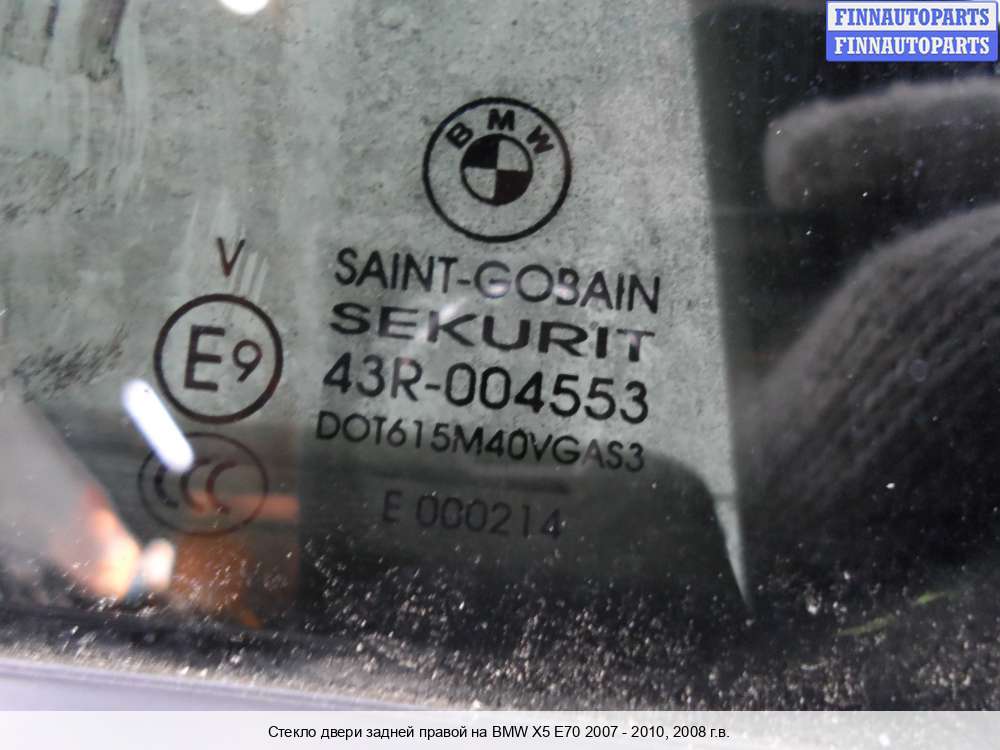 FINNAUTOPARTS
FINNAUTOPARTS
BMW
V
SAINT-GOBAIN
SEKURIT
E9
43R-004553
DOT615M40VGAS3
CCC
E 000214
Стекло двери задней правой на BMW X5 E70 2007 - 2010, 2008 г.в.